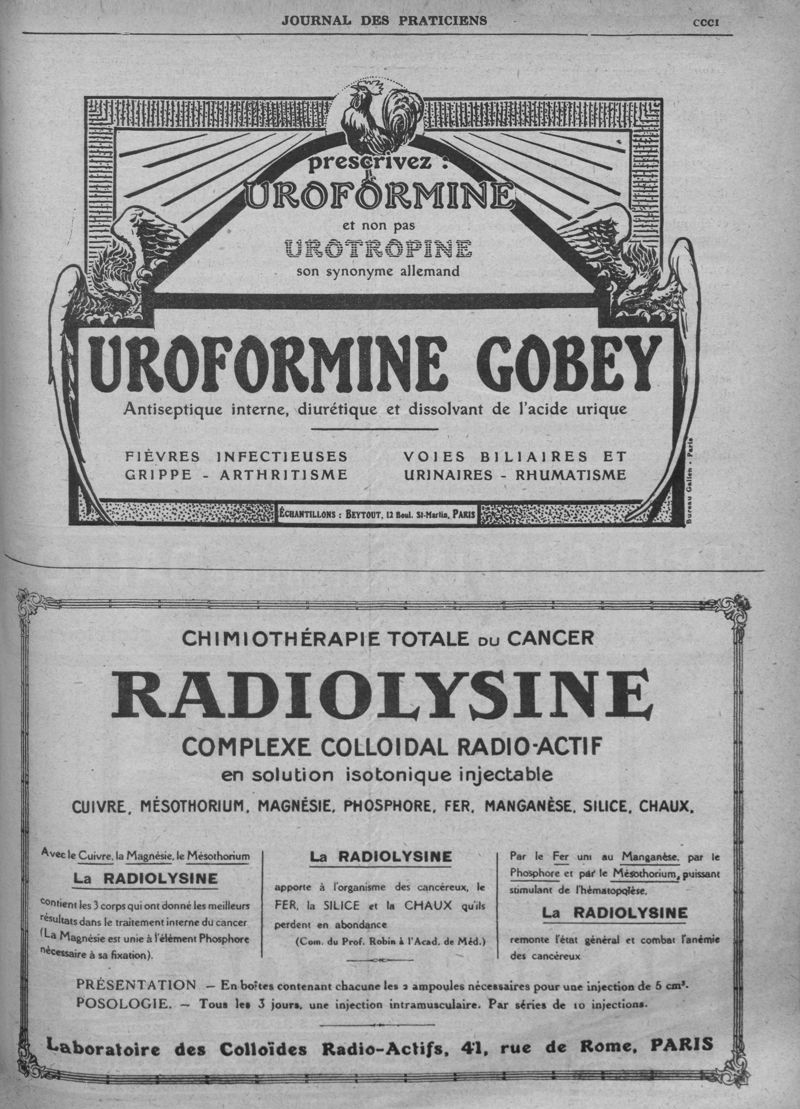 JOURNAL DES PRATICIENS
CCCI
prescrivez :
UROFORMINE
et non pas
UROTROPINE
son synonyme allemand
UROFORMINE GOBEY
Antiseptique interne, diurétique et dissolvant de l'acide urique
FIÈVRES INFECTIEUSES
GRIPPE - ARTHRITISME
VOIES BILIAIRES ET
URINAIRES - RHUMATISME
ÉCHANTILLONS : BEYTOUT, 12 Boul. St-Martin, PARIS
Bureau Galien - Paris
CHIMIOTHÉRAPIE TOTALE DU CANCER
RADIOLYSINE
COMPLEXE COLLOIDAL RADIO-ACTIF
en solution isotonique injectable
CUIVRE, MÉSOTHORIUM, MAGNÉSIE, PHOSPHORE, FER, MANGANÈSE, SILICE, CHAUX,
Avec le Cuivre, la Magnésie, le Mésothorium
La RADIOLYSINE
contient les 3 corps qui ont donné les meilleurs
résultats dans le traitement interne du cancer
(La Magnésie est unie à l'élément Phosphore
nécessaire à sa fixation).
La RADIOLYSINE
apporte à l'organisme des cancéreux, le
FER, la SILICE et la CHAUX qu'ils
perdent en abondance
(Com. du Prof. Robin à l'Acad. de Méd.)
Par le Fer uni au Manganèse, par le
Phosphore et par le Mésothorium, puissant
stimulant de l'hématopoïèse,
La RADIOLYSINE
remonte l'état général et combat l'anémie
des cancéreux
PRÉSENTATION — En boîtes contenant chacune les 2 ampoules nécessaires pour une injection de 5 cm³.
POSOLOGIE. — Tous les 3 jours, une injection intramusculaire. Par séries de 10 injections.
Laboratoire des Colloïdes Radio-Actifs, 41, rue de Rome, PARIS